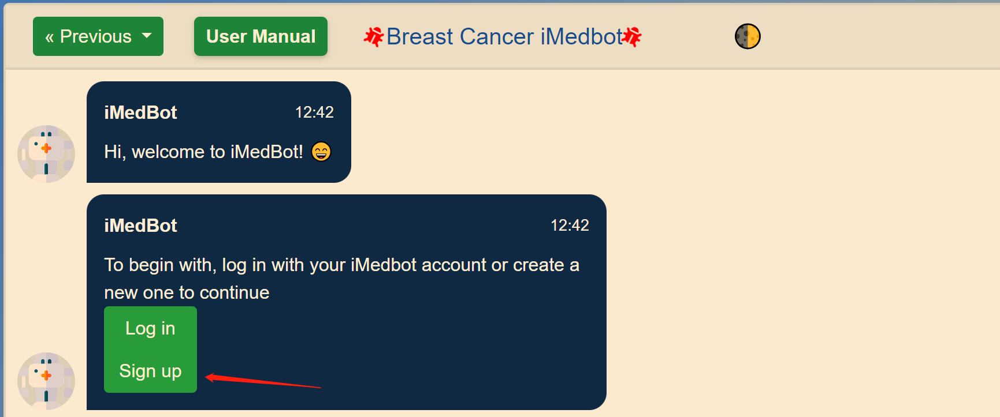 « Previous
User Manual
Breast Cancer iMedbot
iMedBot 12:42
Hi, welcome to iMedBot! 😄
iMedBot 12:42
To begin with, log in with your iMedbot account or create a
new one to continue
Log in
Sign up